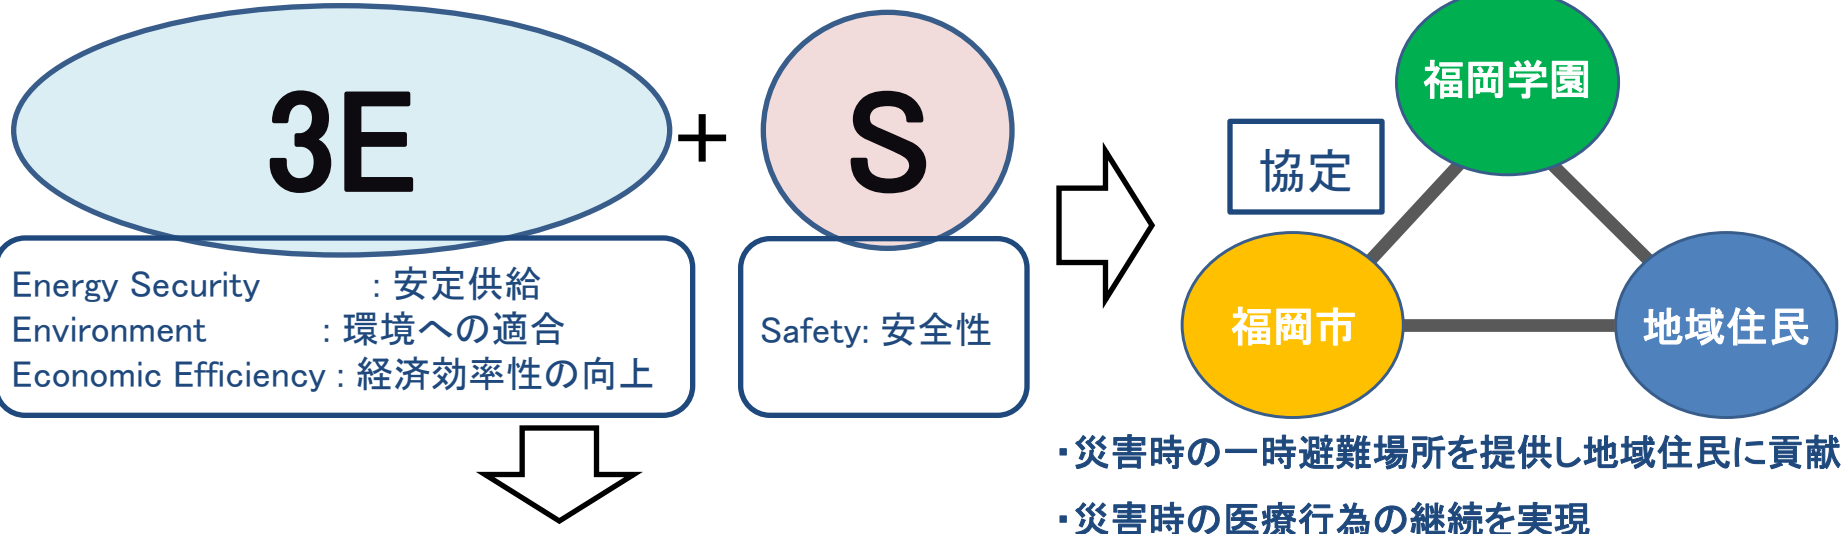 3E
+
S
Energy Security : 安定供給
Environment : 環境への適合
Economic Efficiency : 経済効率性の向上
Safety: 安全性
福岡学園
協定
福岡市
地域住民
・災害時の一時避難場所を提供し地域住民に貢献
・災害時の医療行為の継続を実現